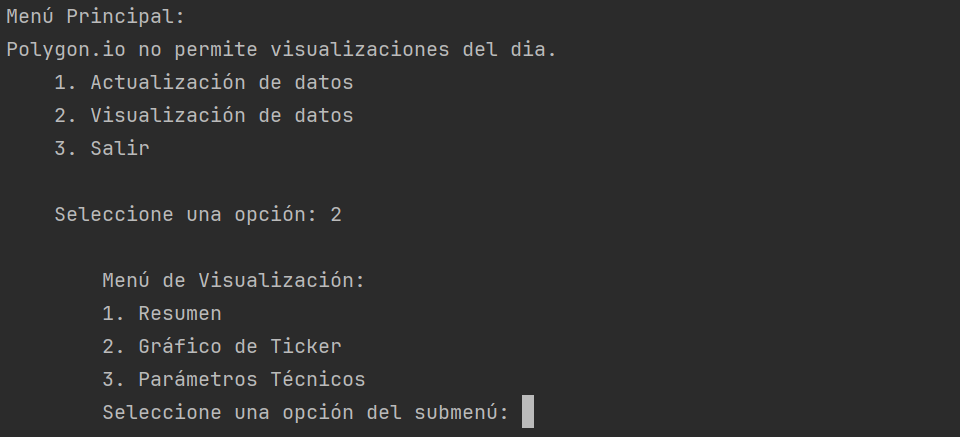 Menú Principal:
Polygon.io no permite visualizaciones del dia.
1. Actualización de datos
2. Visualización de datos
3. Salir
Seleccione una opción: 2
Menú de Visualización:
1. Resumen
2. Gráfico de Ticker
3. Parámetros Técnicos
Seleccione una opción del submenú: